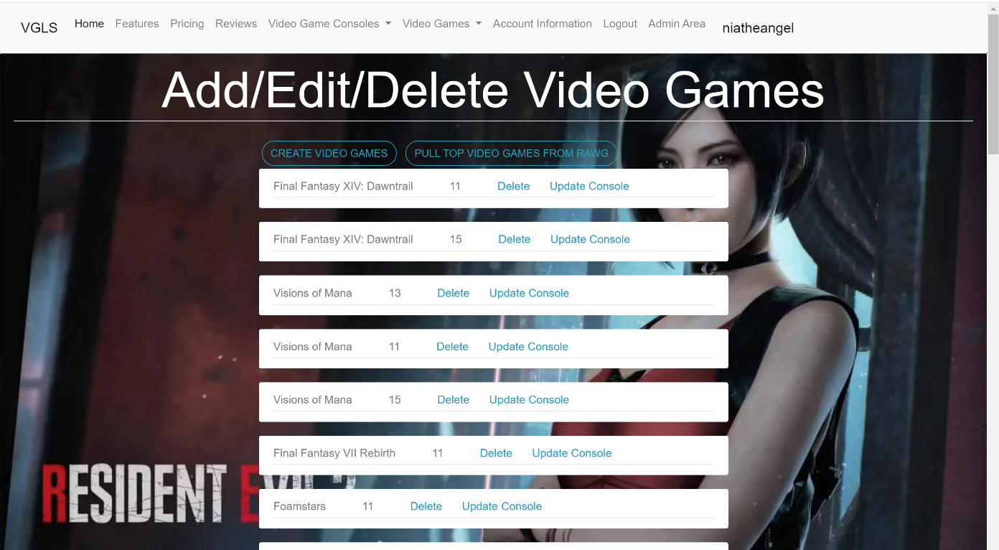 VGLS Home Features Pricing Reviews Video Game Consoles Video Games Account Information Logout Admin Area niatheangel
Add/Edit/Delete Video Games
CREATE VIDEO GAMES PULL TOP VIDEO GAMES FROM RAWG
Final Fantasy XIV: Dawntrail 11 Delete Update Console
Final Fantasy XIV: Dawntrail 15 Delete Update Console
Visions of Mana 13 Delete Update Console
Visions of Mana 11 Delete Update Console
Visions of Mana 15 Delete Update Console
Final Fantasy VII Rebirth 11 Delete Update Console
RESIDENT
Foamstars 11 Delete Update Console